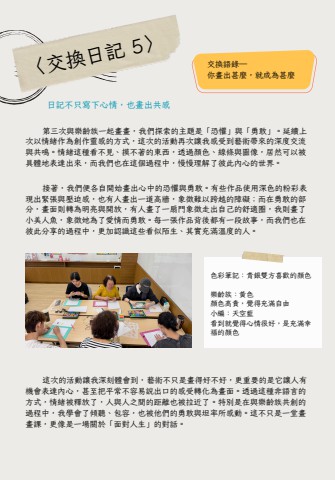 〈交換日記 5〉
交換語錄—
你畫出甚麼，就成為甚麼
日記不只寫下心情，也畫出共感
第三次與樂齡族一起畫畫，我們探索的主題是「恐懼」與「勇敢」。延續上
次以情緒作為創作靈感的方式，這次的活動再次讓我感受到藝術帶來的深度交流
與共鳴。情緒這種看不見、摸不著的東西，透過顏色、線條與圖像，居然可以被
具體地表達出來，而我們也在這個過程中，慢慢理解了彼此內心的世界。
接著，我們便各自開始畫出心中的恐懼與勇敢。有些作品使用深色的粉彩表
現出緊張與壓迫感，也有人畫出一道高牆，象徵難以跨越的障礙；而在勇敢的部
分，畫面則轉為明亮與開放，有人畫了一扇門象徵走出自己的舒適圈，我則畫了
小美人魚，象徵她為了愛情而勇敢。每一張作品背後都有一段故事，而我們也在
彼此分享的過程中，更加認識這些看似陌生、其實充滿溫度的人。
色彩筆記：青銀雙方喜歡的顏色
樂齡族：黃色
顏色高貴，覺得充滿自由
小編：天空藍
看到就覺得心情很好，是充滿幸
福的顏色
這次的活動讓我深刻體會到，藝術不只是畫得好不好，更重要的是它讓人有
機會表達內心，甚至把平常不容易說出口的感受轉化為畫面。透過這種非語言的
方式，情緒被釋放了，人與人之間的距離也被拉近了。特別是在與樂齡族共創的
過程中，我學會了傾聽、包容，也被他們的勇敢與坦率所感動。這不只是一堂畫
畫課，更像是一場關於「面對人生」的對話。